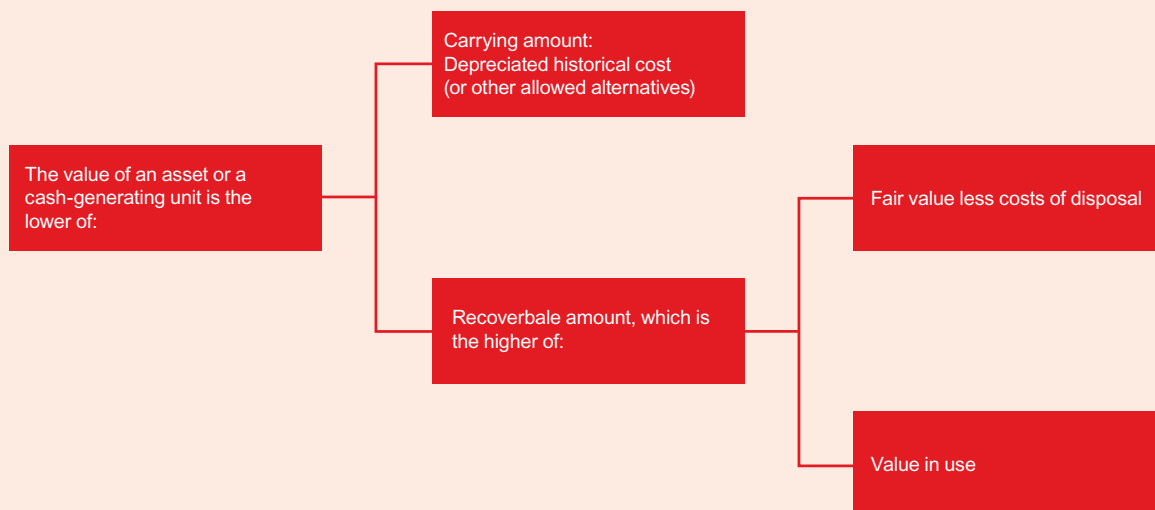 The value of an asset or a
cash-generating unit is the
lower of:
Carrying amount:
Depreciated historical cost
(or other allowed alternatives)
Recoverbale amount, which is
the higher of:
Fair value less costs of disposal
Value in use